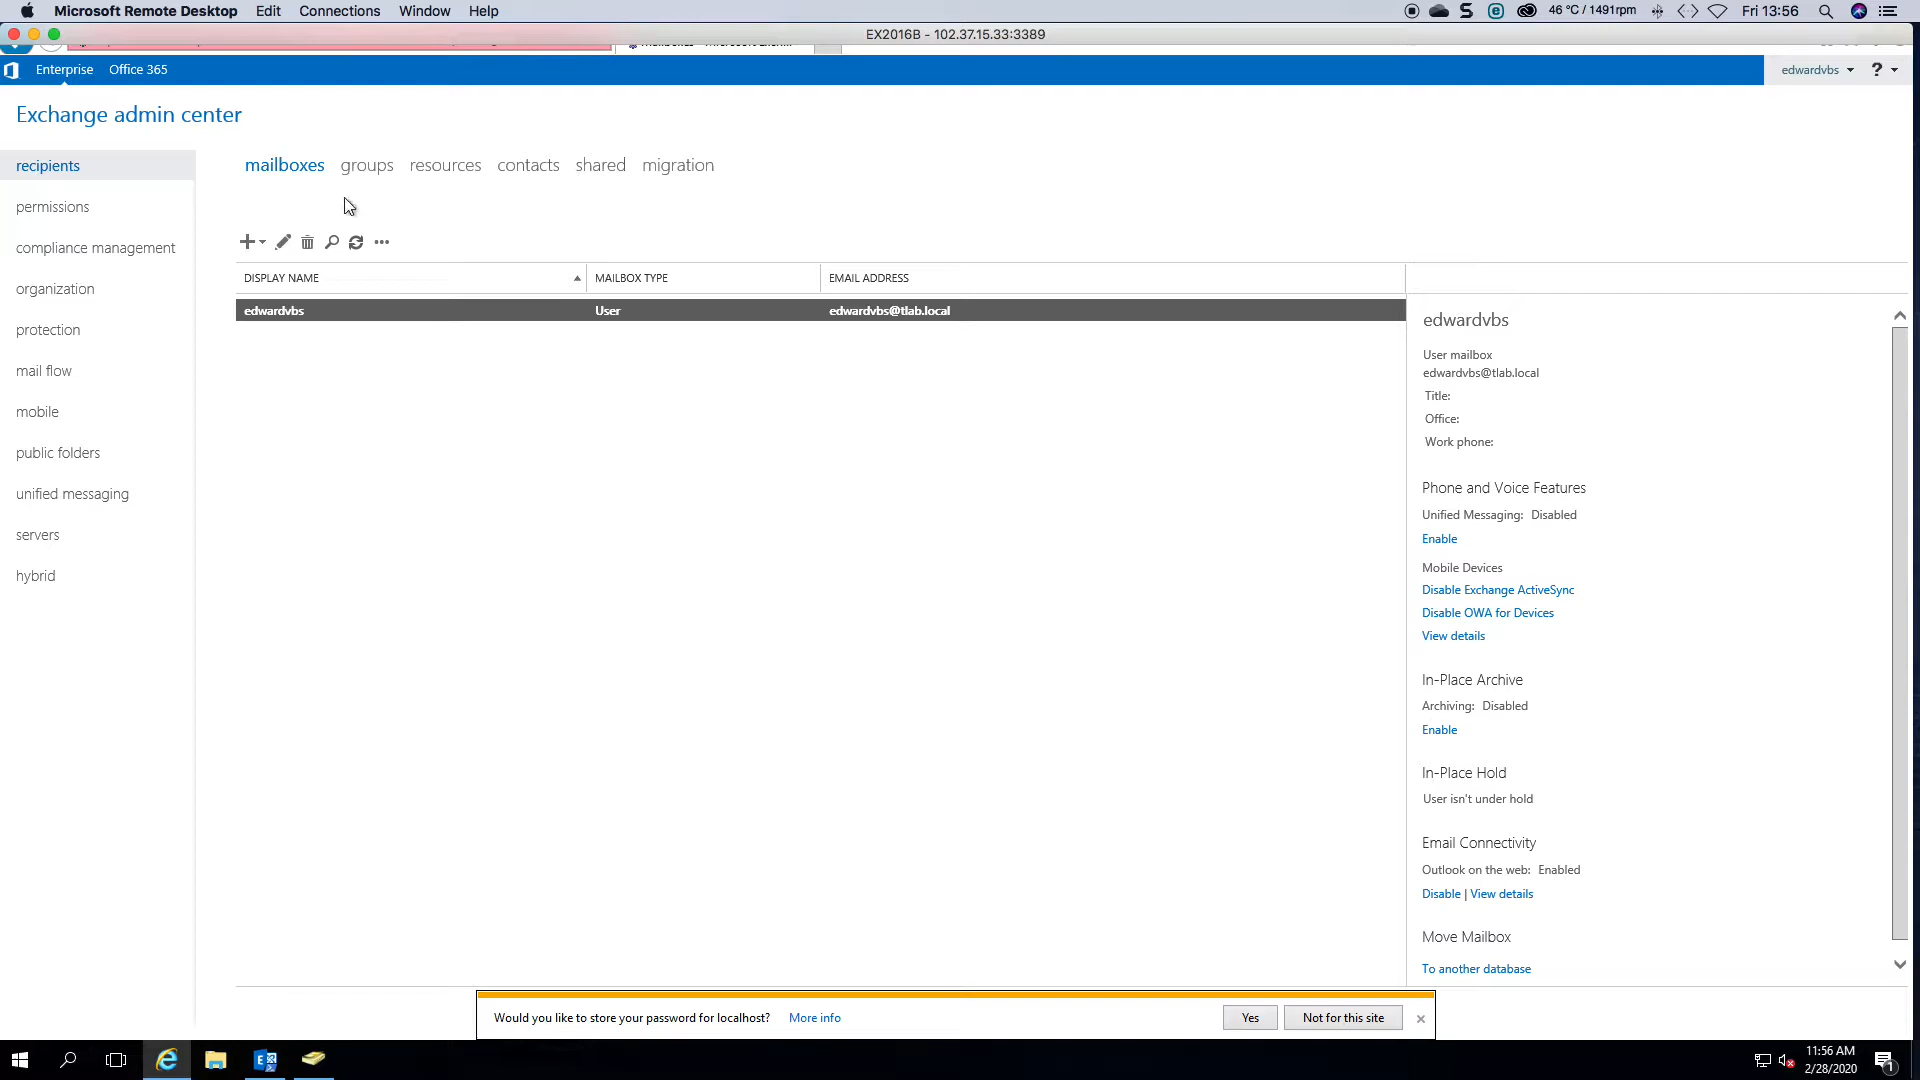 Microsoft Remote Desktop Edit Connections Window Help 46 °C / 1491rpm Fri 13:56
EX2016B - 102.37.15.33:3389
Enterprise Office 365 edwardvbs ?
Exchange admin center
recipients
permissions
compliance management
organization
protection
mail flow
mobile
public folders
unified messaging
servers
hybrid
mailboxes groups resources contacts shared migration
DISPLAY NAME MAILBOX TYPE EMAIL ADDRESS
edwardvbs User edwardvbs@tlab.local
edwardvbs
User mailbox
edwardvbs@tlab.local
Title:
Office:
Work phone:
Phone and Voice Features
Unified Messaging: Disabled
Enable
Mobile Devices
Disable Exchange ActiveSync
Disable OWA for Devices
View details
In-Place Archive
Archiving: Disabled
Enable
In-Place Hold
User isn't under hold
Email Connectivity
Outlook on the web: Enabled
Disable | View details
Move Mailbox
To another database
Would you like to store your password for localhost? More info Yes Not for this site
11:56 AM
2/28/2020
1